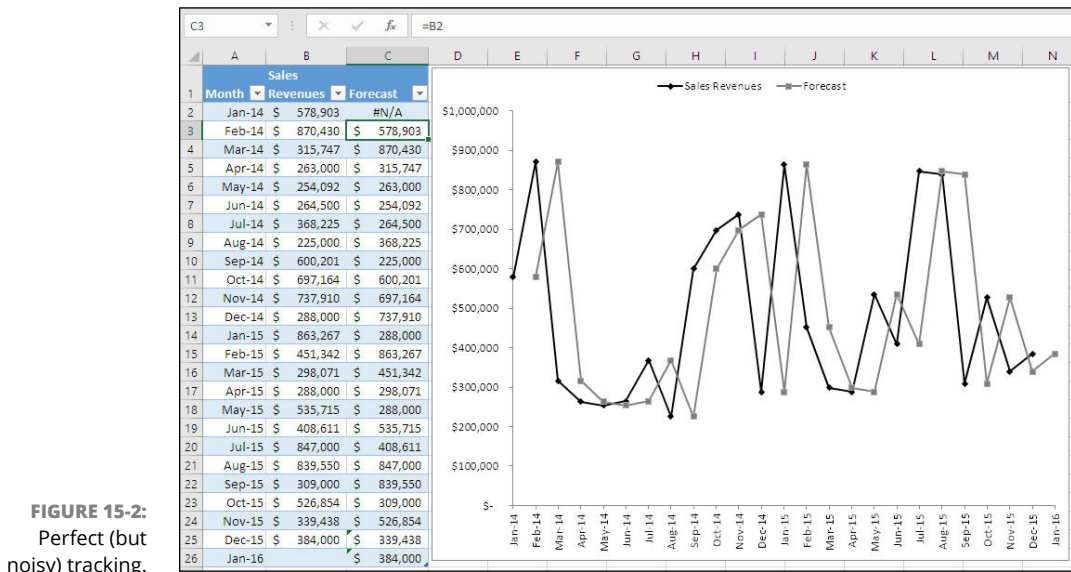 C3 fx =B2
A B C D E F G H I J K L M N
Sales
1 Month Revenues Forecast
2 Jan-14 $ 578,903 #N/A
3 Feb-14 $ 870,430 $ 578,903
4 Mar-14 $ 315,747 $ 870,430
5 Apr-14 $ 263,000 $ 315,747
6 May-14 $ 254,092 $ 263,000
7 Jun-14 $ 264,500 $ 254,092
8 Jul-14 $ 368,225 $ 264,500
9 Aug-14 $ 225,000 $ 368,225
10 Sep-14 $ 600,201 $ 225,000
11 Oct-14 $ 697,164 $ 600,201
12 Nov-14 $ 737,910 $ 697,164
13 Dec-14 $ 288,000 $ 737,910
14 Jan-15 $ 863,267 $ 288,000
15 Feb-15 $ 451,342 $ 863,267
16 Mar-15 $ 298,071 $ 451,342
17 Apr-15 $ 288,000 $ 298,071
18 May-15 $ 535,715 $ 288,000
19 Jun-15 $ 408,611 $ 535,715
20 Jul-15 $ 847,000 $ 408,611
21 Aug-15 $ 839,550 $ 847,000
22 Sep-15 $ 309,000 $ 839,550
23 Oct-15 $ 526,854 $ 309,000
24 Nov-15 $ 339,438 $ 526,854
25 Dec-15 $ 384,000 $ 339,438
26 Jan-16 $ 384,000
Sales Revenues Forecast
$1,000,000
$900,000
$800,000
$700,000
$600,000
$500,000
$400,000
$300,000
$200,000
$100,000
$-
Jan-14 Feb-14 Mar-14 Apr-14 May-14 Jun-14 Jul-14 Aug-14 Sep-14 Oct-14 Nov-14 Dec-14 Jan-15 Feb-15 Mar-15 Apr-15 May-15 Jun-15 Jul-15 Aug-15 Sep-15 Oct-15 Nov-15 Dec-15 Jan-16
FIGURE 15-2:
Perfect (but
noisy) tracking.